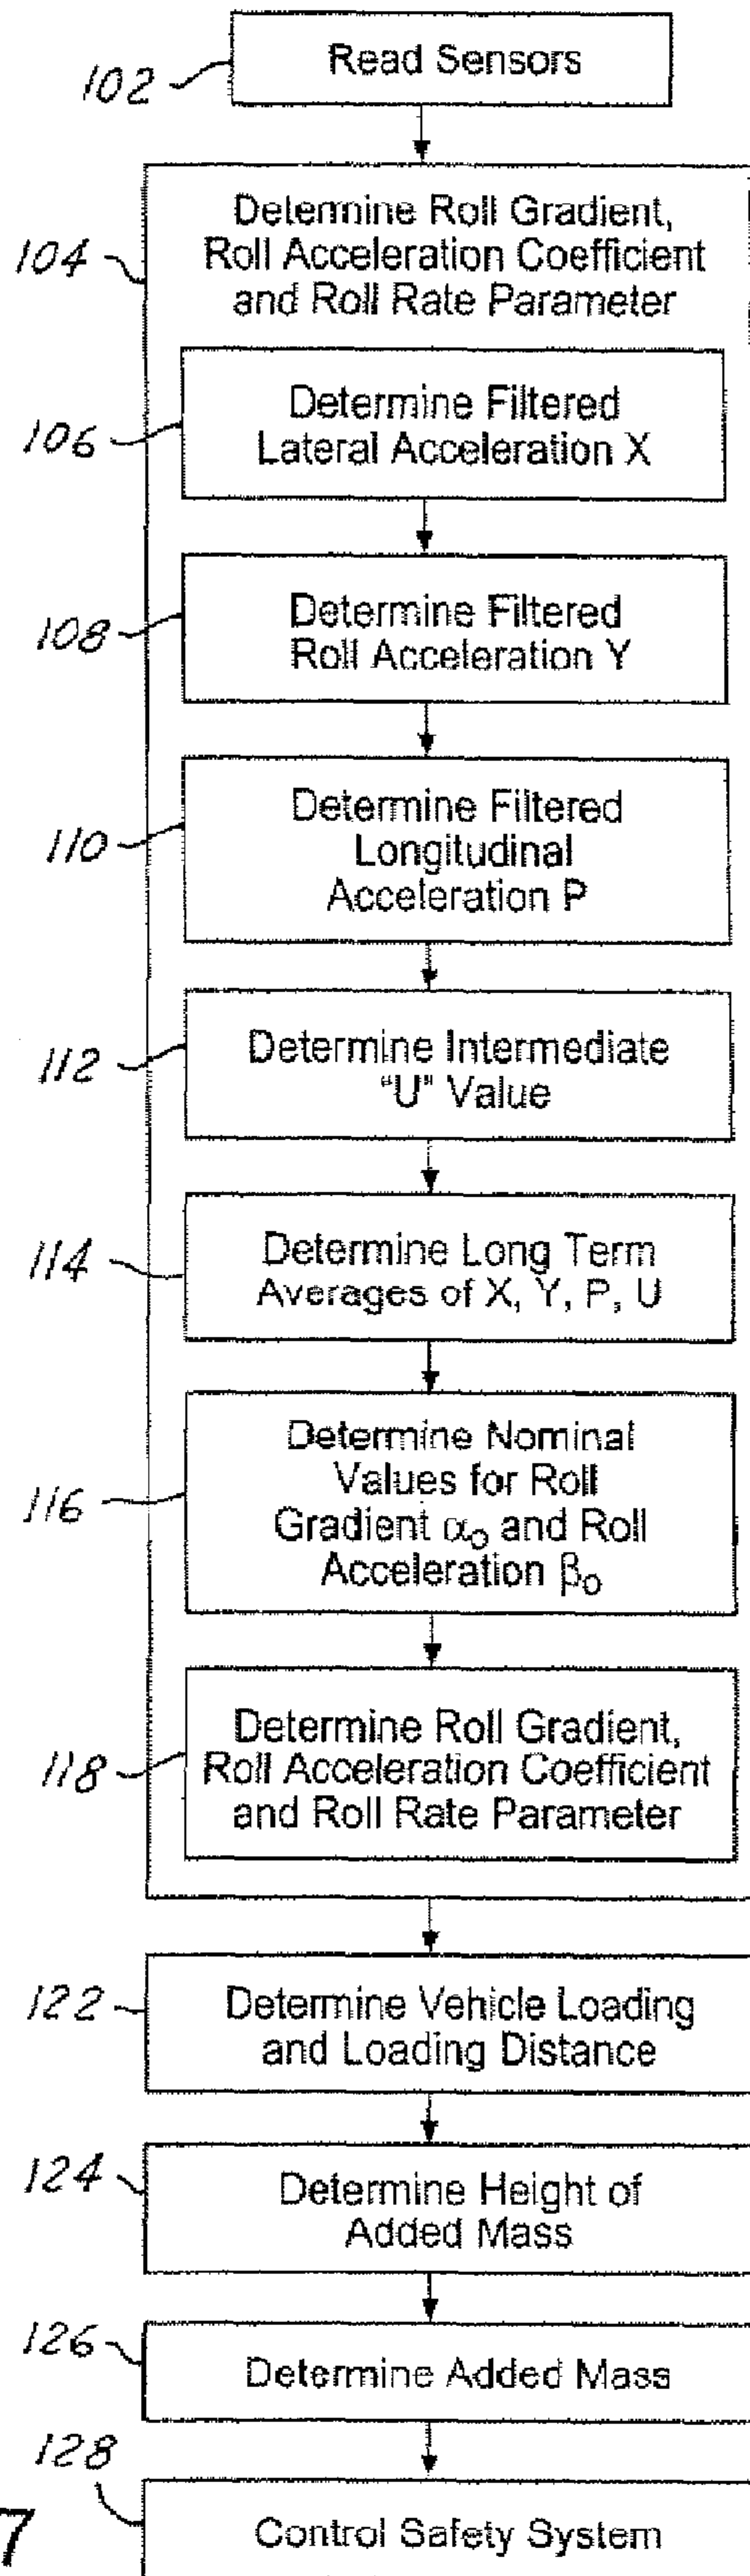 102
Read Sensors
104
Determine Roll Gradient,
Roll Acceleration Coefficient
and Roll Rate Parameter
106
Determine Filtered
Lateral Acceleration X
108
Determine Filtered
Roll Acceleration Y
110
Determine Filtered
Longitudinal
Acceleration P
112
Determine Intermediate
"U" Value
114
Determine Long Term
Averages of X, Y, P, U
116
Determine Nominal
Values for Roll
Gradient α₀ and Roll
Acceleration β₀
118
Determine Roll Gradient,
Roll Acceleration Coefficient
and Roll Rate Parameter
122
Determine Vehicle Loading
and Loading Distance
124
Determine Height of
Added Mass
126
Determine Added Mass
128
Control Safety System
7